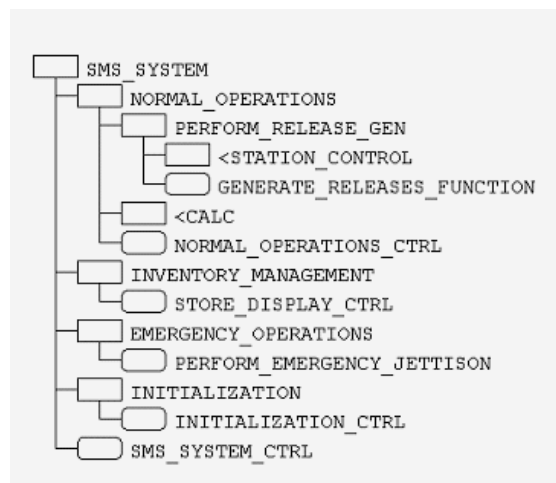 SMS_SYSTEM
NORMAL_OPERATIONS
PERFORM_RELEASE_GEN
<STATION_CONTROL
GENERATE_RELEASES_FUNCTION
<CALC
NORMAL_OPERATIONS_CTRL
INVENTORY_MANAGEMENT
STORE_DISPLAY_CTRL
EMERGENCY_OPERATIONS
PERFORM_EMERGENCY_JETTISON
INITIALIZATION
INITIALIZATION_CTRL
SMS_SYSTEM_CTRL